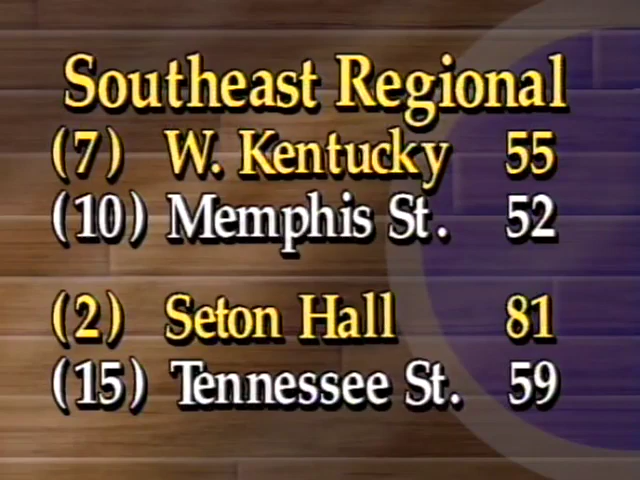 Southeast Regional
(7) W. Kentucky 55
(10) Memphis St. 52
(2) Seton Hall 81
(15) Tennessee St. 59